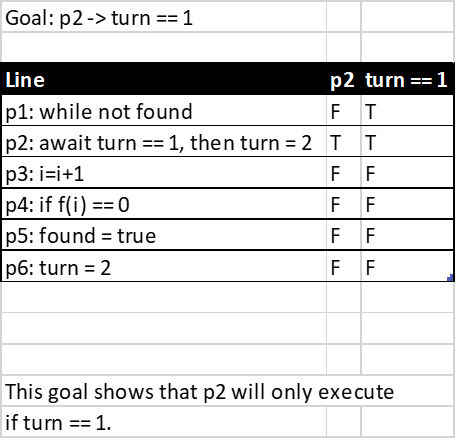 Goal: p2 -> turn == 1
Line p2 turn == 1
p1: while not found F T
p2: await turn == 1, then turn = 2 T T
p3: i=i+1 F F
p4: if f(i) == 0 F F
p5: found = true F F
p6: turn = 2 F F
This goal shows that p2 will only execute
if turn == 1.